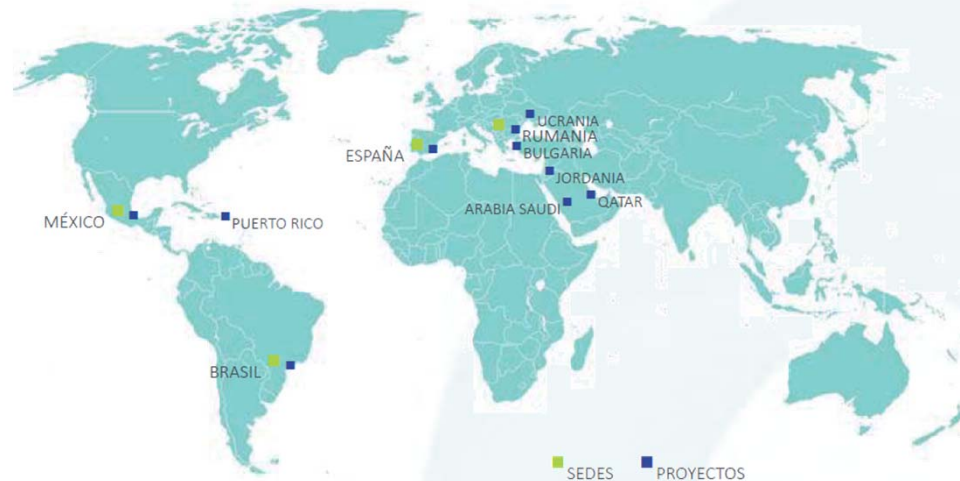 UCRANIA
RUMANIA
BULGARIA
ESPAÑA
JORDANIA
QATAR
ARABIA SAUDI
MÉXICO
PUERTO RICO
BRASIL
SEDES
PROYECTOS